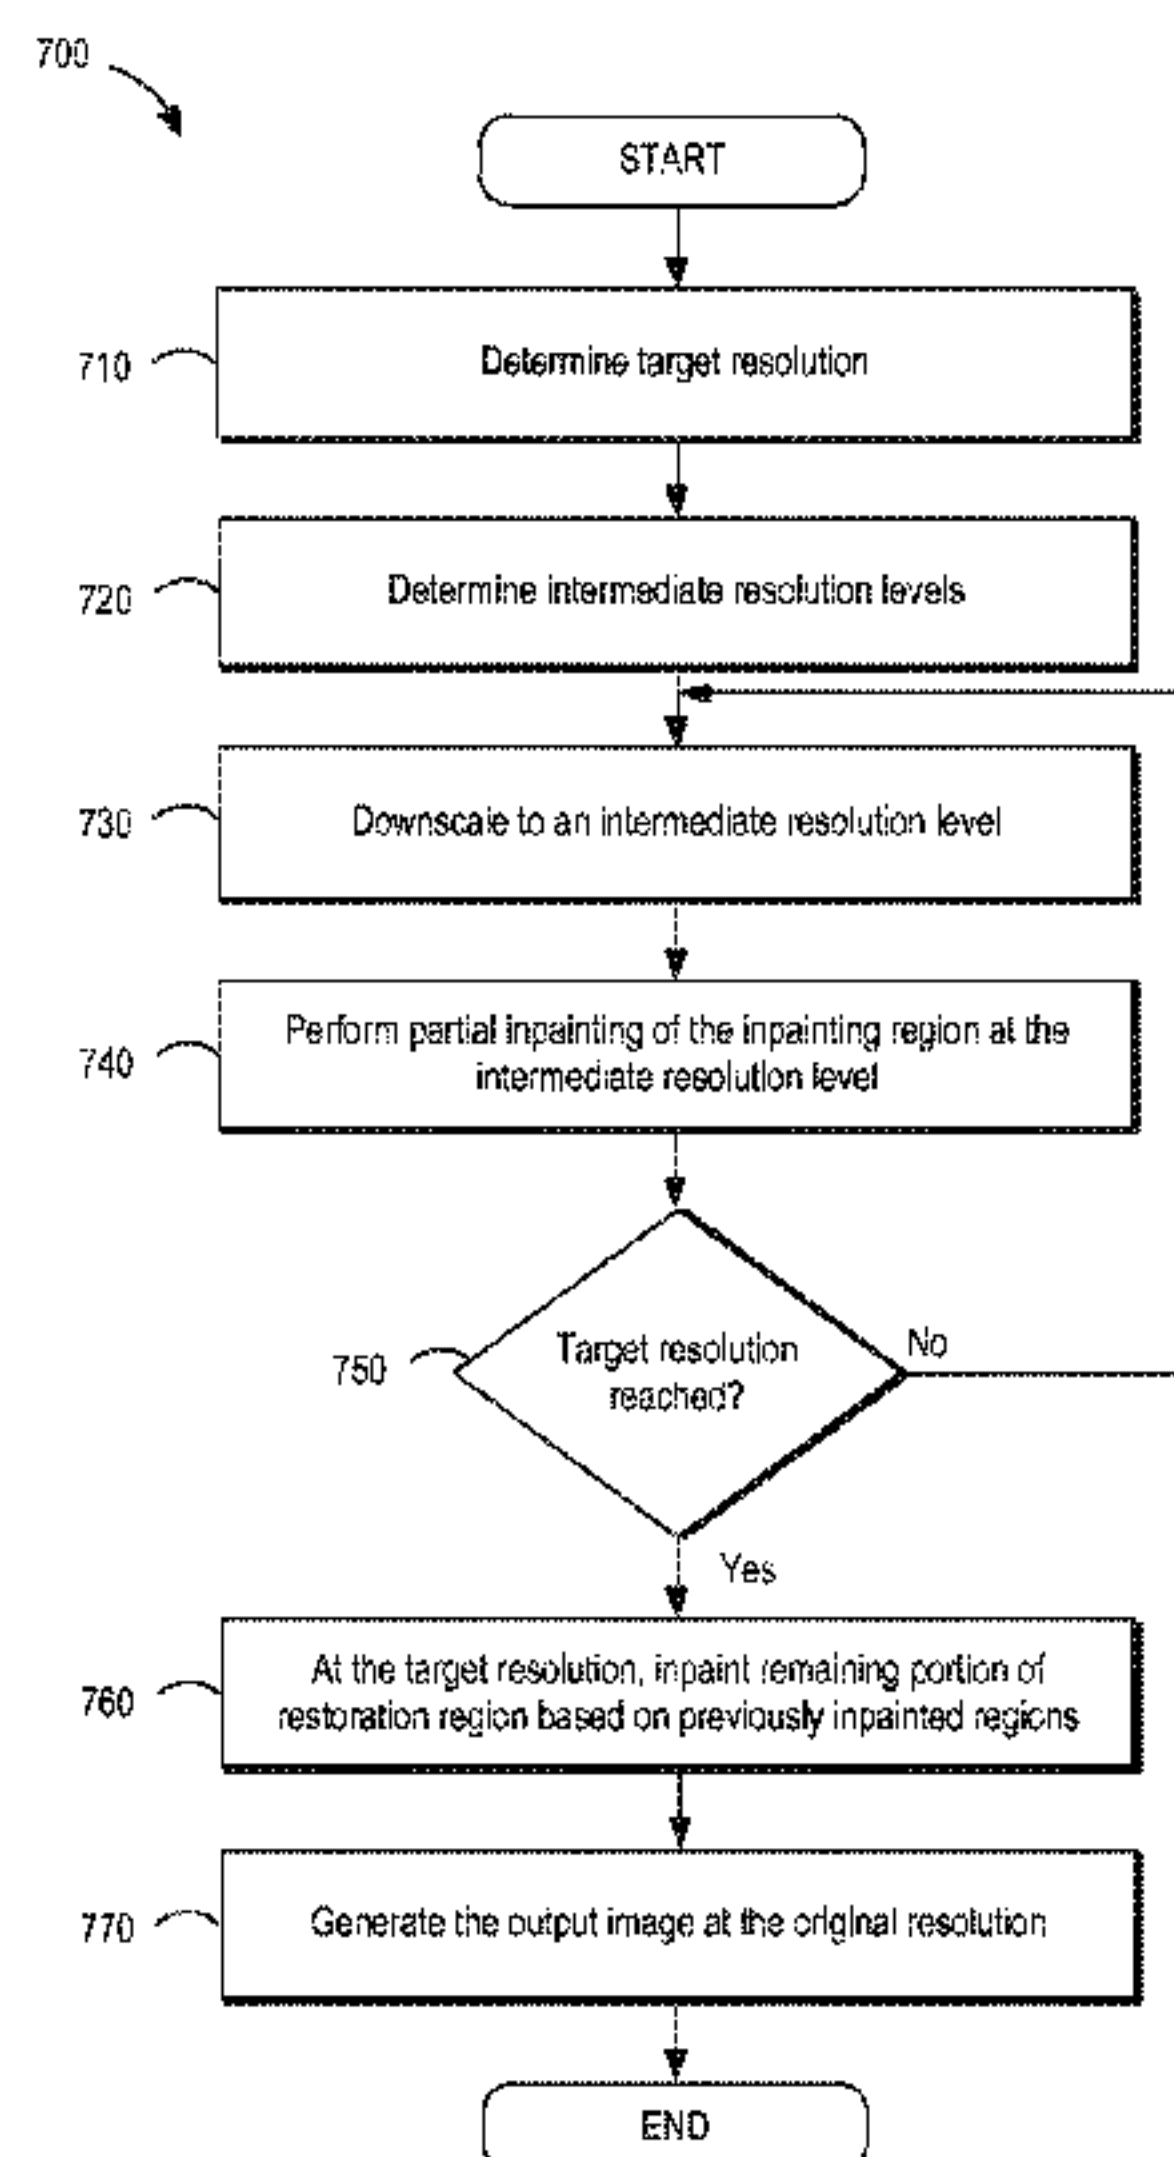 700
START
710
Determine target resolution
720
Determine intermediate resolution levels
730
Downscale to an intermediate resolution level
740
Perform partial inpainting of the inpainting region at the
intermediate resolution level
750
Target resolution
reached?
No
Yes
760
At the target resolution, inpaint remaining portion of
restoration region based on previously inpainted regions
770
Generate the output image at the original resolution
END